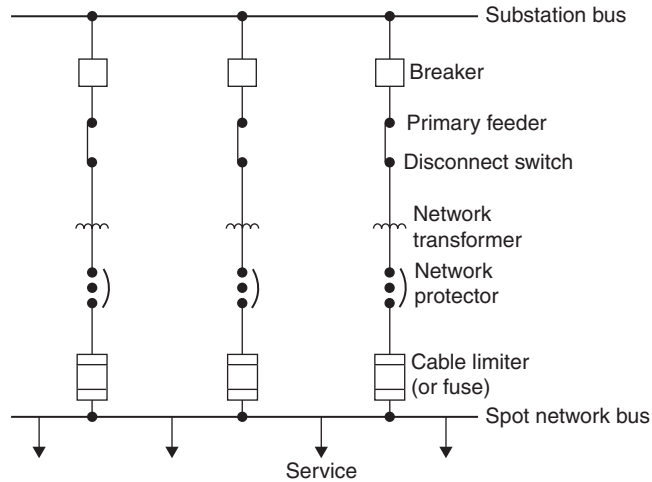 Substation bus
Breaker
Primary feeder
Disconnect switch
Network
transformer
Network
protector
Cable limiter
(or fuse)
Spot network bus
Service